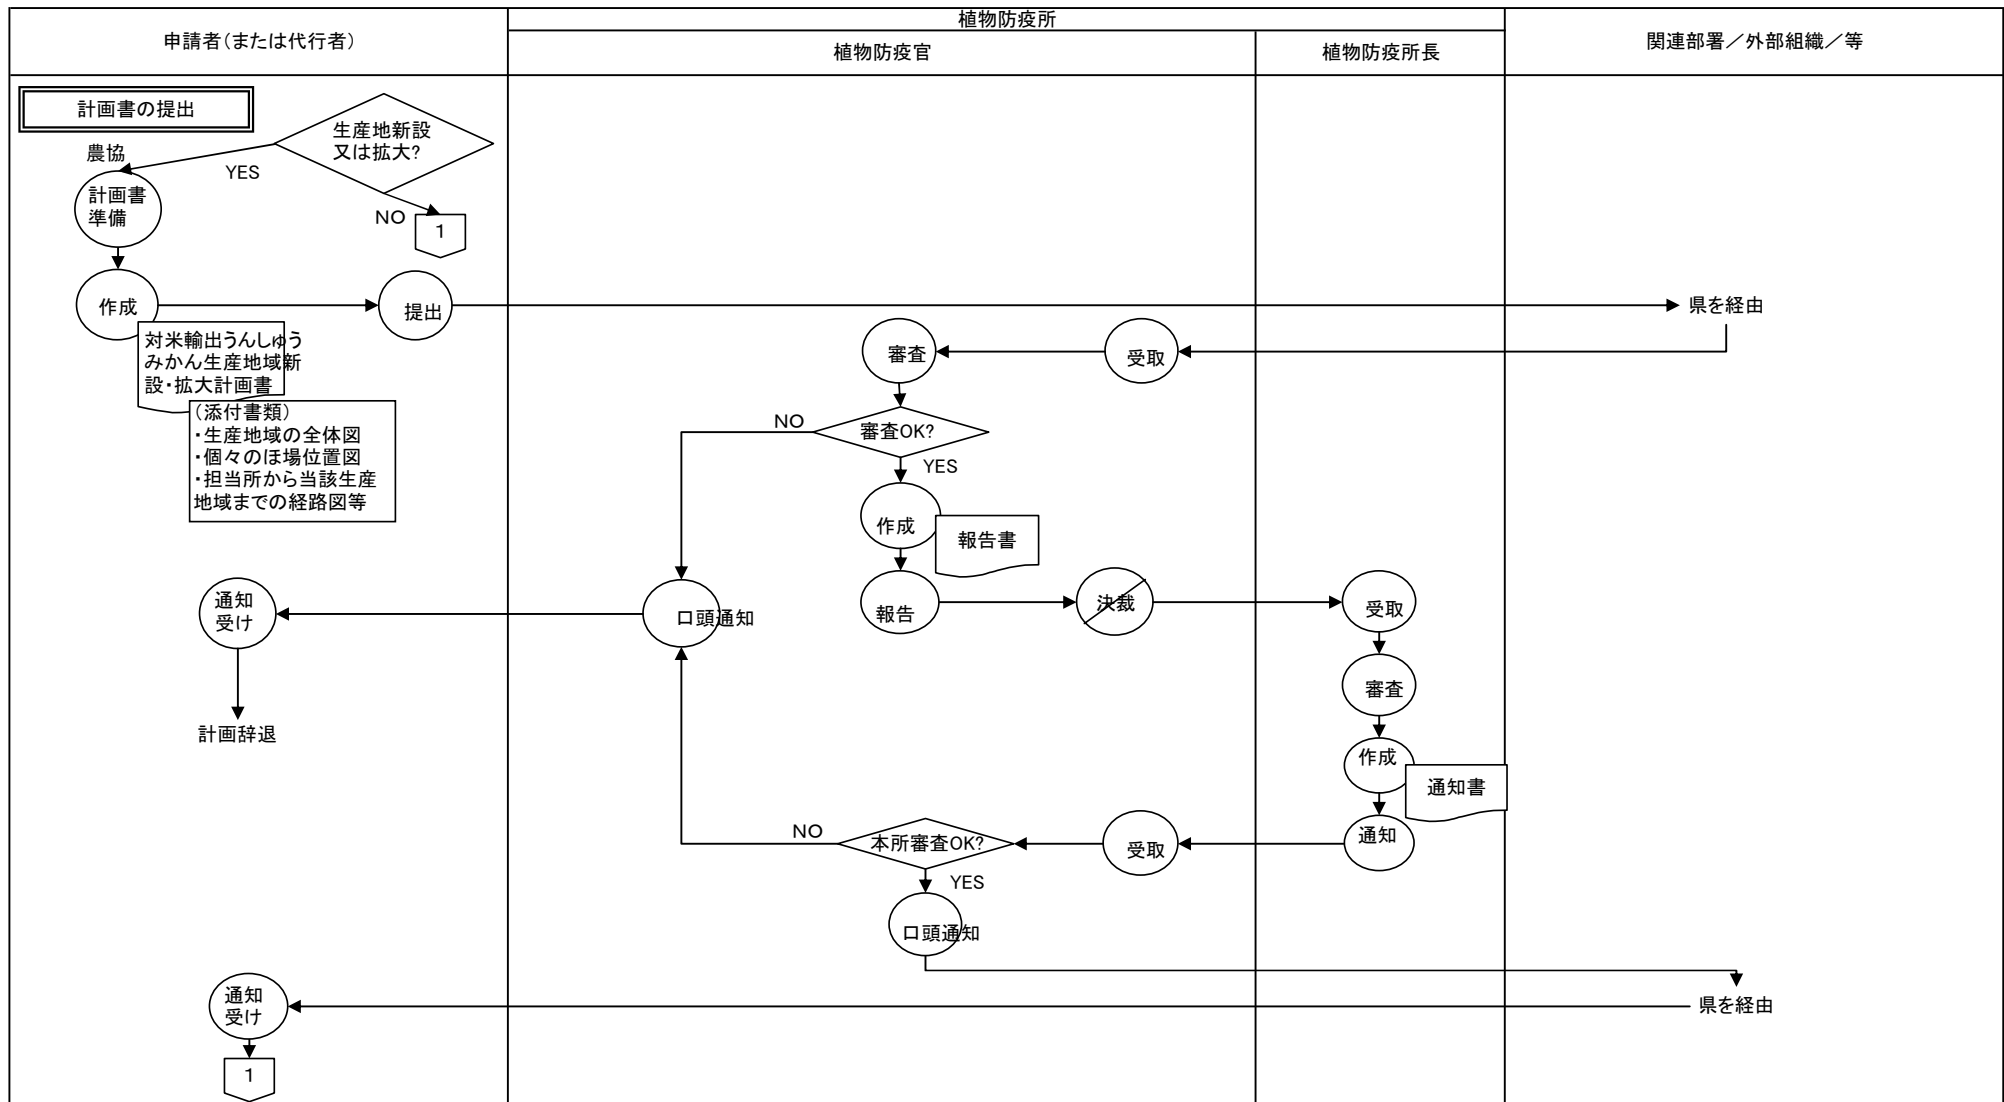 植物防疫所
申請者(または代行者)
植物防疫官
植物防疫所長
関連部署／外部組織／等
計画書の提出
生産地新設
又は拡大?
農協
YES
計画書
準備
NO
1
作成
提出
県を経由
対米輸出うんしゅう
みかん生産地域新
設・拡大計画書
(添付書類)
・生産地域の全体図
・個々のほ場位置図
・担当所から当該生産
地域までの経路図等
審査
受取
NO
審査OK?
YES
作成
報告書
通知
受け
口頭通知
報告
決裁
受取
審査
計画辞退
作成
通知書
NO
本所審査OK?
受取
通知
YES
口頭通知
通知
受け
県を経由
1